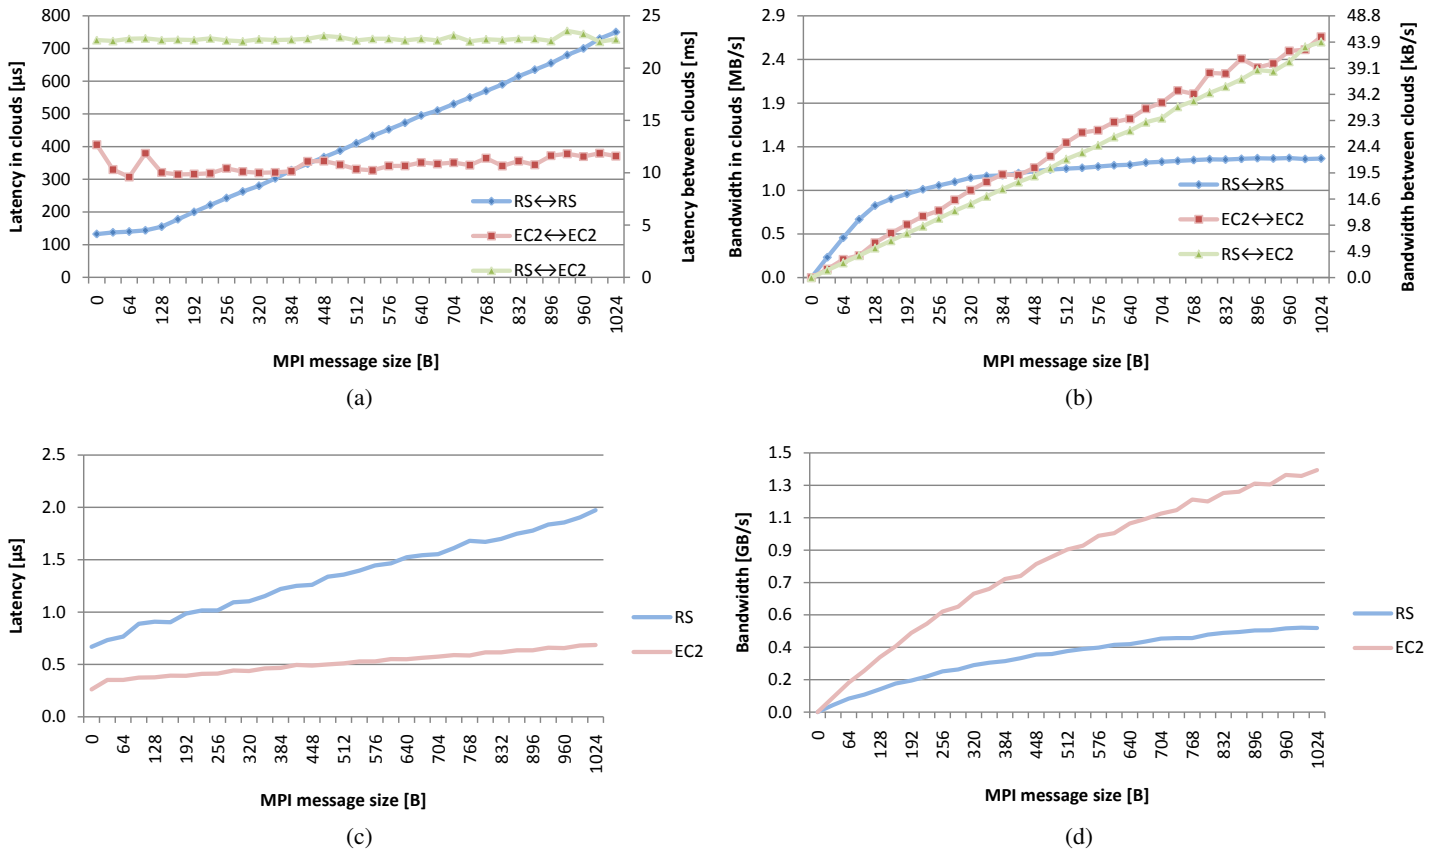 800
700
600
500
400
300
200
100
0
Latency in clouds [µs]
25
20
15
10
5
0
Latency between clouds [ms]
RS↔RS
EC2↔EC2
RS↔EC2
0 64 128 192 256 320 384 448 512 576 640 704 768 832 896 960 1024
MPI message size [B]
(a)
2.9
2.4
1.9
1.4
1.0
0.5
0.0
Bandwidth in clouds [MB/s]
48.8
43.9
39.1
34.2
29.3
24.4
19.5
14.6
9.8
4.9
0.0
Bandwidth between clouds [kB/s]
RS↔RS
EC2↔EC2
RS↔EC2
0 64 128 192 256 320 384 448 512 576 640 704 768 832 896 960 1024
MPI message size [B]
(b)
2.5
2.0
1.5
1.0
0.5
0.0
Latency [µs]
RS
EC2
0 64 128 192 256 320 384 448 512 576 640 704 768 832 896 960 1024
MPI message size [B]
(c)
1.5
1.3
1.1
0.9
0.7
0.6
0.4
0.2
0.0
Bandwidth [GB/s]
RS
EC2
0 64 128 192 256 320 384 448 512 576 640 704 768 832 896 960 1024
MPI message size [B]
(d)